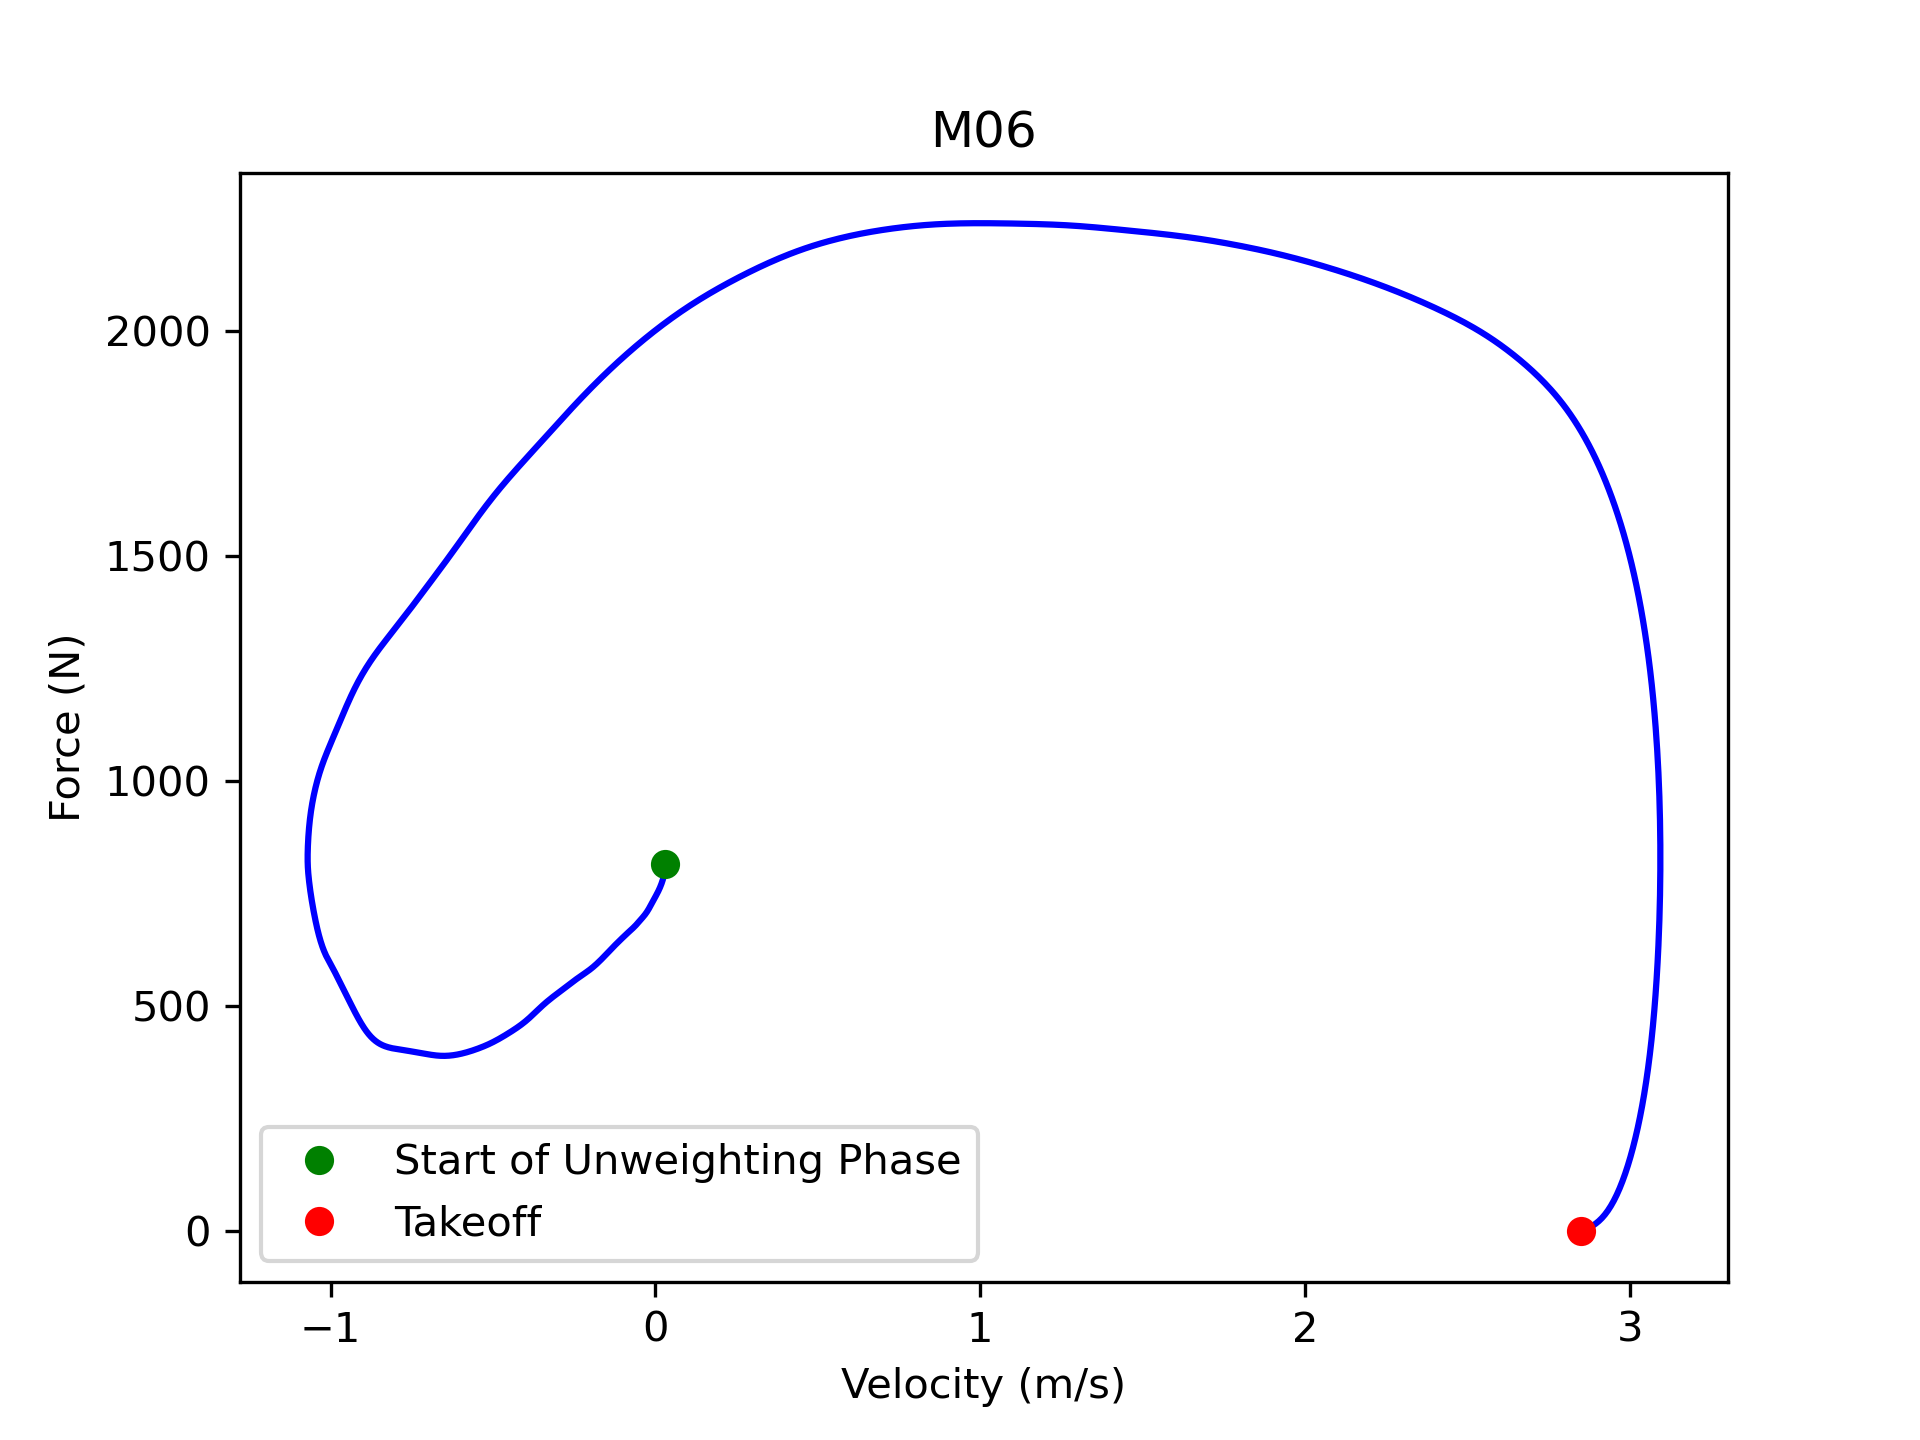 M06
Force (N)
2000
1500
1000
500
0
Start of Unweighting Phase
Takeoff
−1
0
1
2
3
Velocity (m/s)